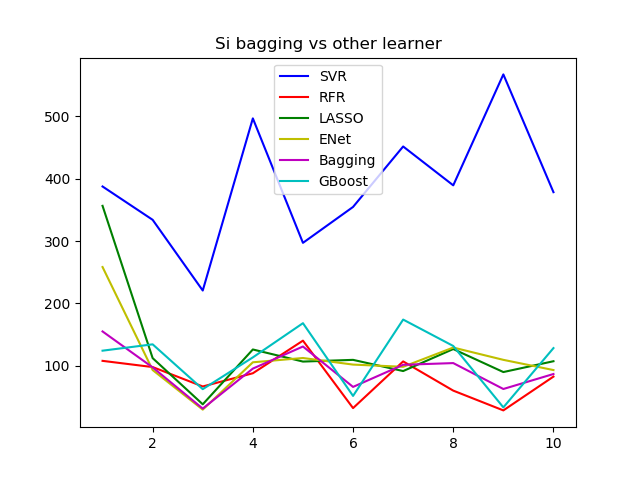 Si bagging vs other learner
SVR
RFR
LASSO
ENet
Bagging
GBoost
500
400
300
200
100
2 4 6 8 10